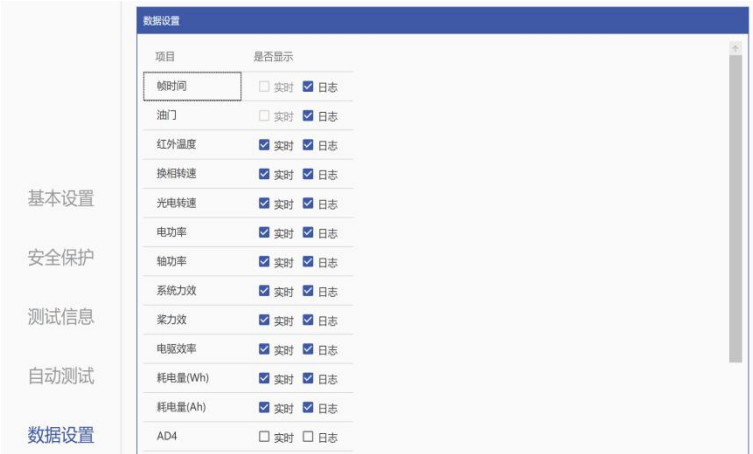 数据设置
项目 是否显示
帧时间 实时 日志
油门 实时 日志
红外温度 实时 日志
换相转速 实时 日志
光电转速 实时 日志
电功率 实时 日志
轴功率 实时 日志
系统力效 实时 日志
桨力效 实时 日志
电驱效率 实时 日志
耗电量(Wh) 实时 日志
耗电量(Ah) 实时 日志
AD4 实时 日志
基本设置
安全保护
测试信息
自动测试
数据设置